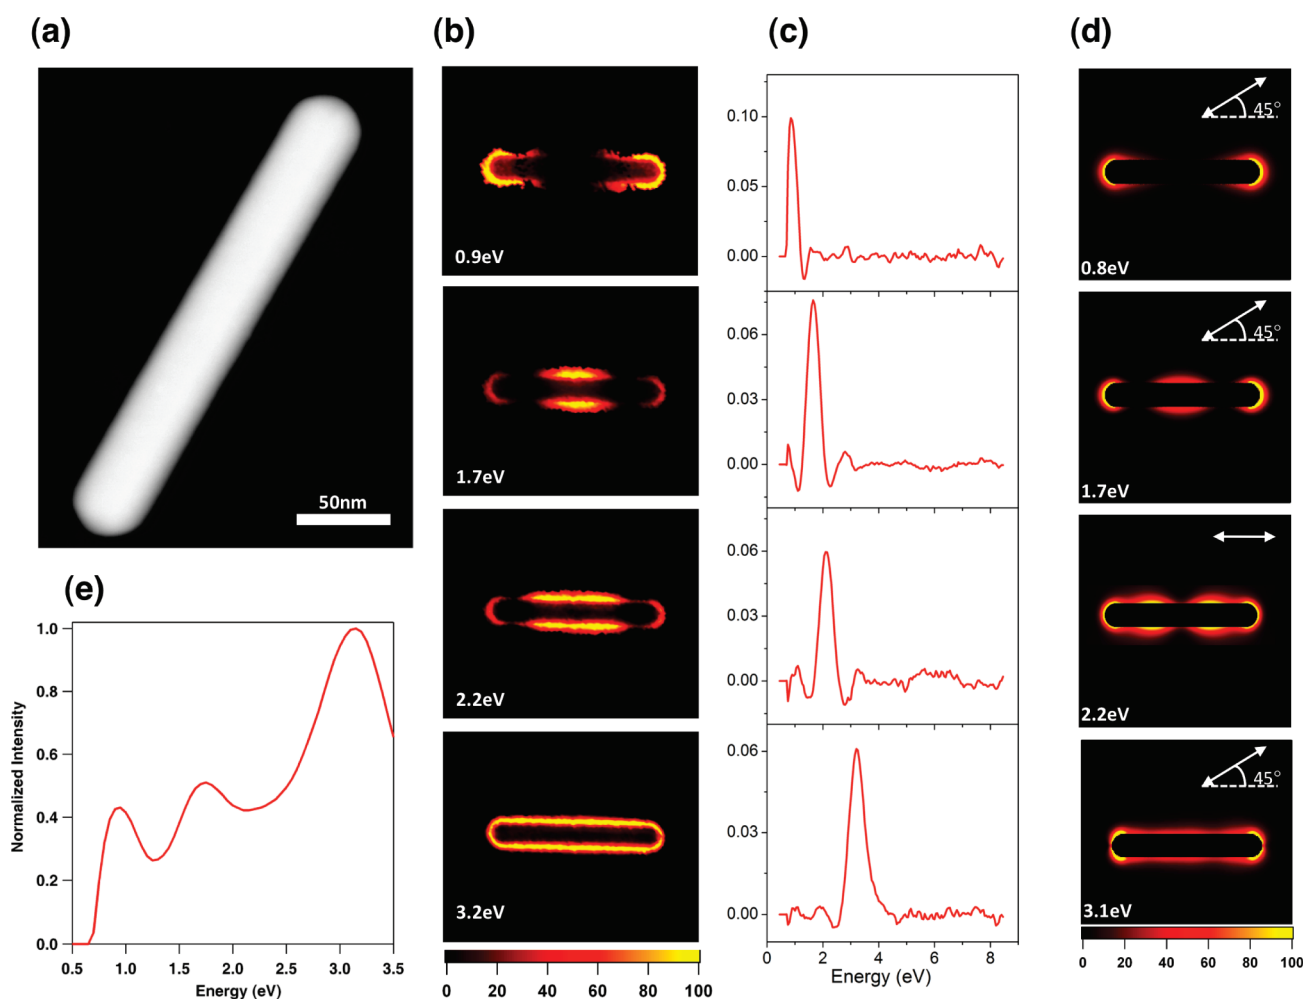 (a)
50nm
(b)
0.9eV
1.7eV
2.2eV
3.2eV
0 20 40 60 80 100
(c)
0.10
0.05
0.00
0.06
0.03
0.00
0.06
0.03
0.00
0.06
0.03
0.00
0 2 4 6 8
Energy (eV)
(d)
45°
0.8eV
45°
1.7eV
2.2eV
45°
3.1eV
0 20 40 60 80 100
(e)
Normalized Intensity
1.0
0.8
0.6
0.4
0.2
0.0
0.5 1.0 1.5 2.0 2.5 3.0 3.5
Energy (eV)